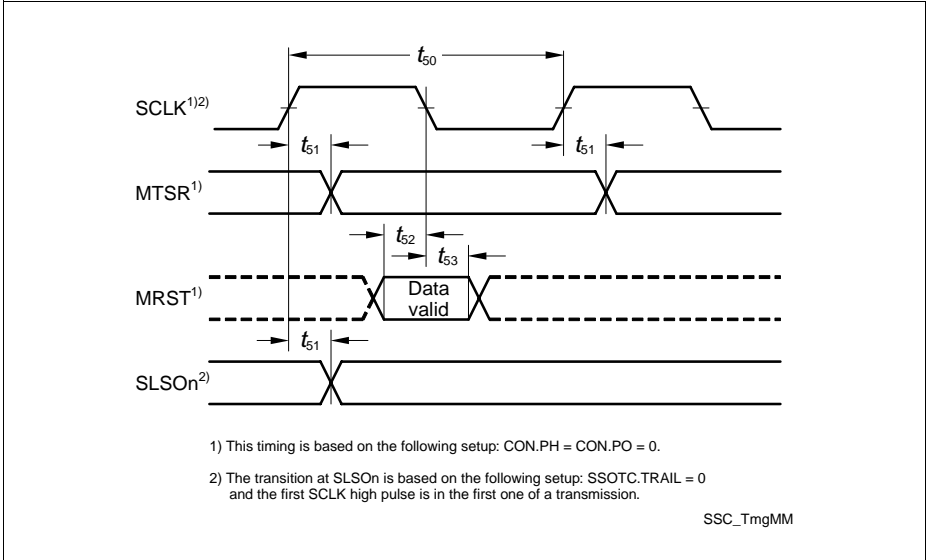 t50
SCLK1)2)
t51
t51
MTSR1)
t52
t53
MRST1)
Data
valid
t51
SLSOn2)
1) This timing is based on the following setup: CON.PH = CON.PO = 0.
2) The transition at SLSOn is based on the following setup: SSOTC.TRAIL = 0
and the first SCLK high pulse is in the first one of a transmission.
SSC_TmgMM